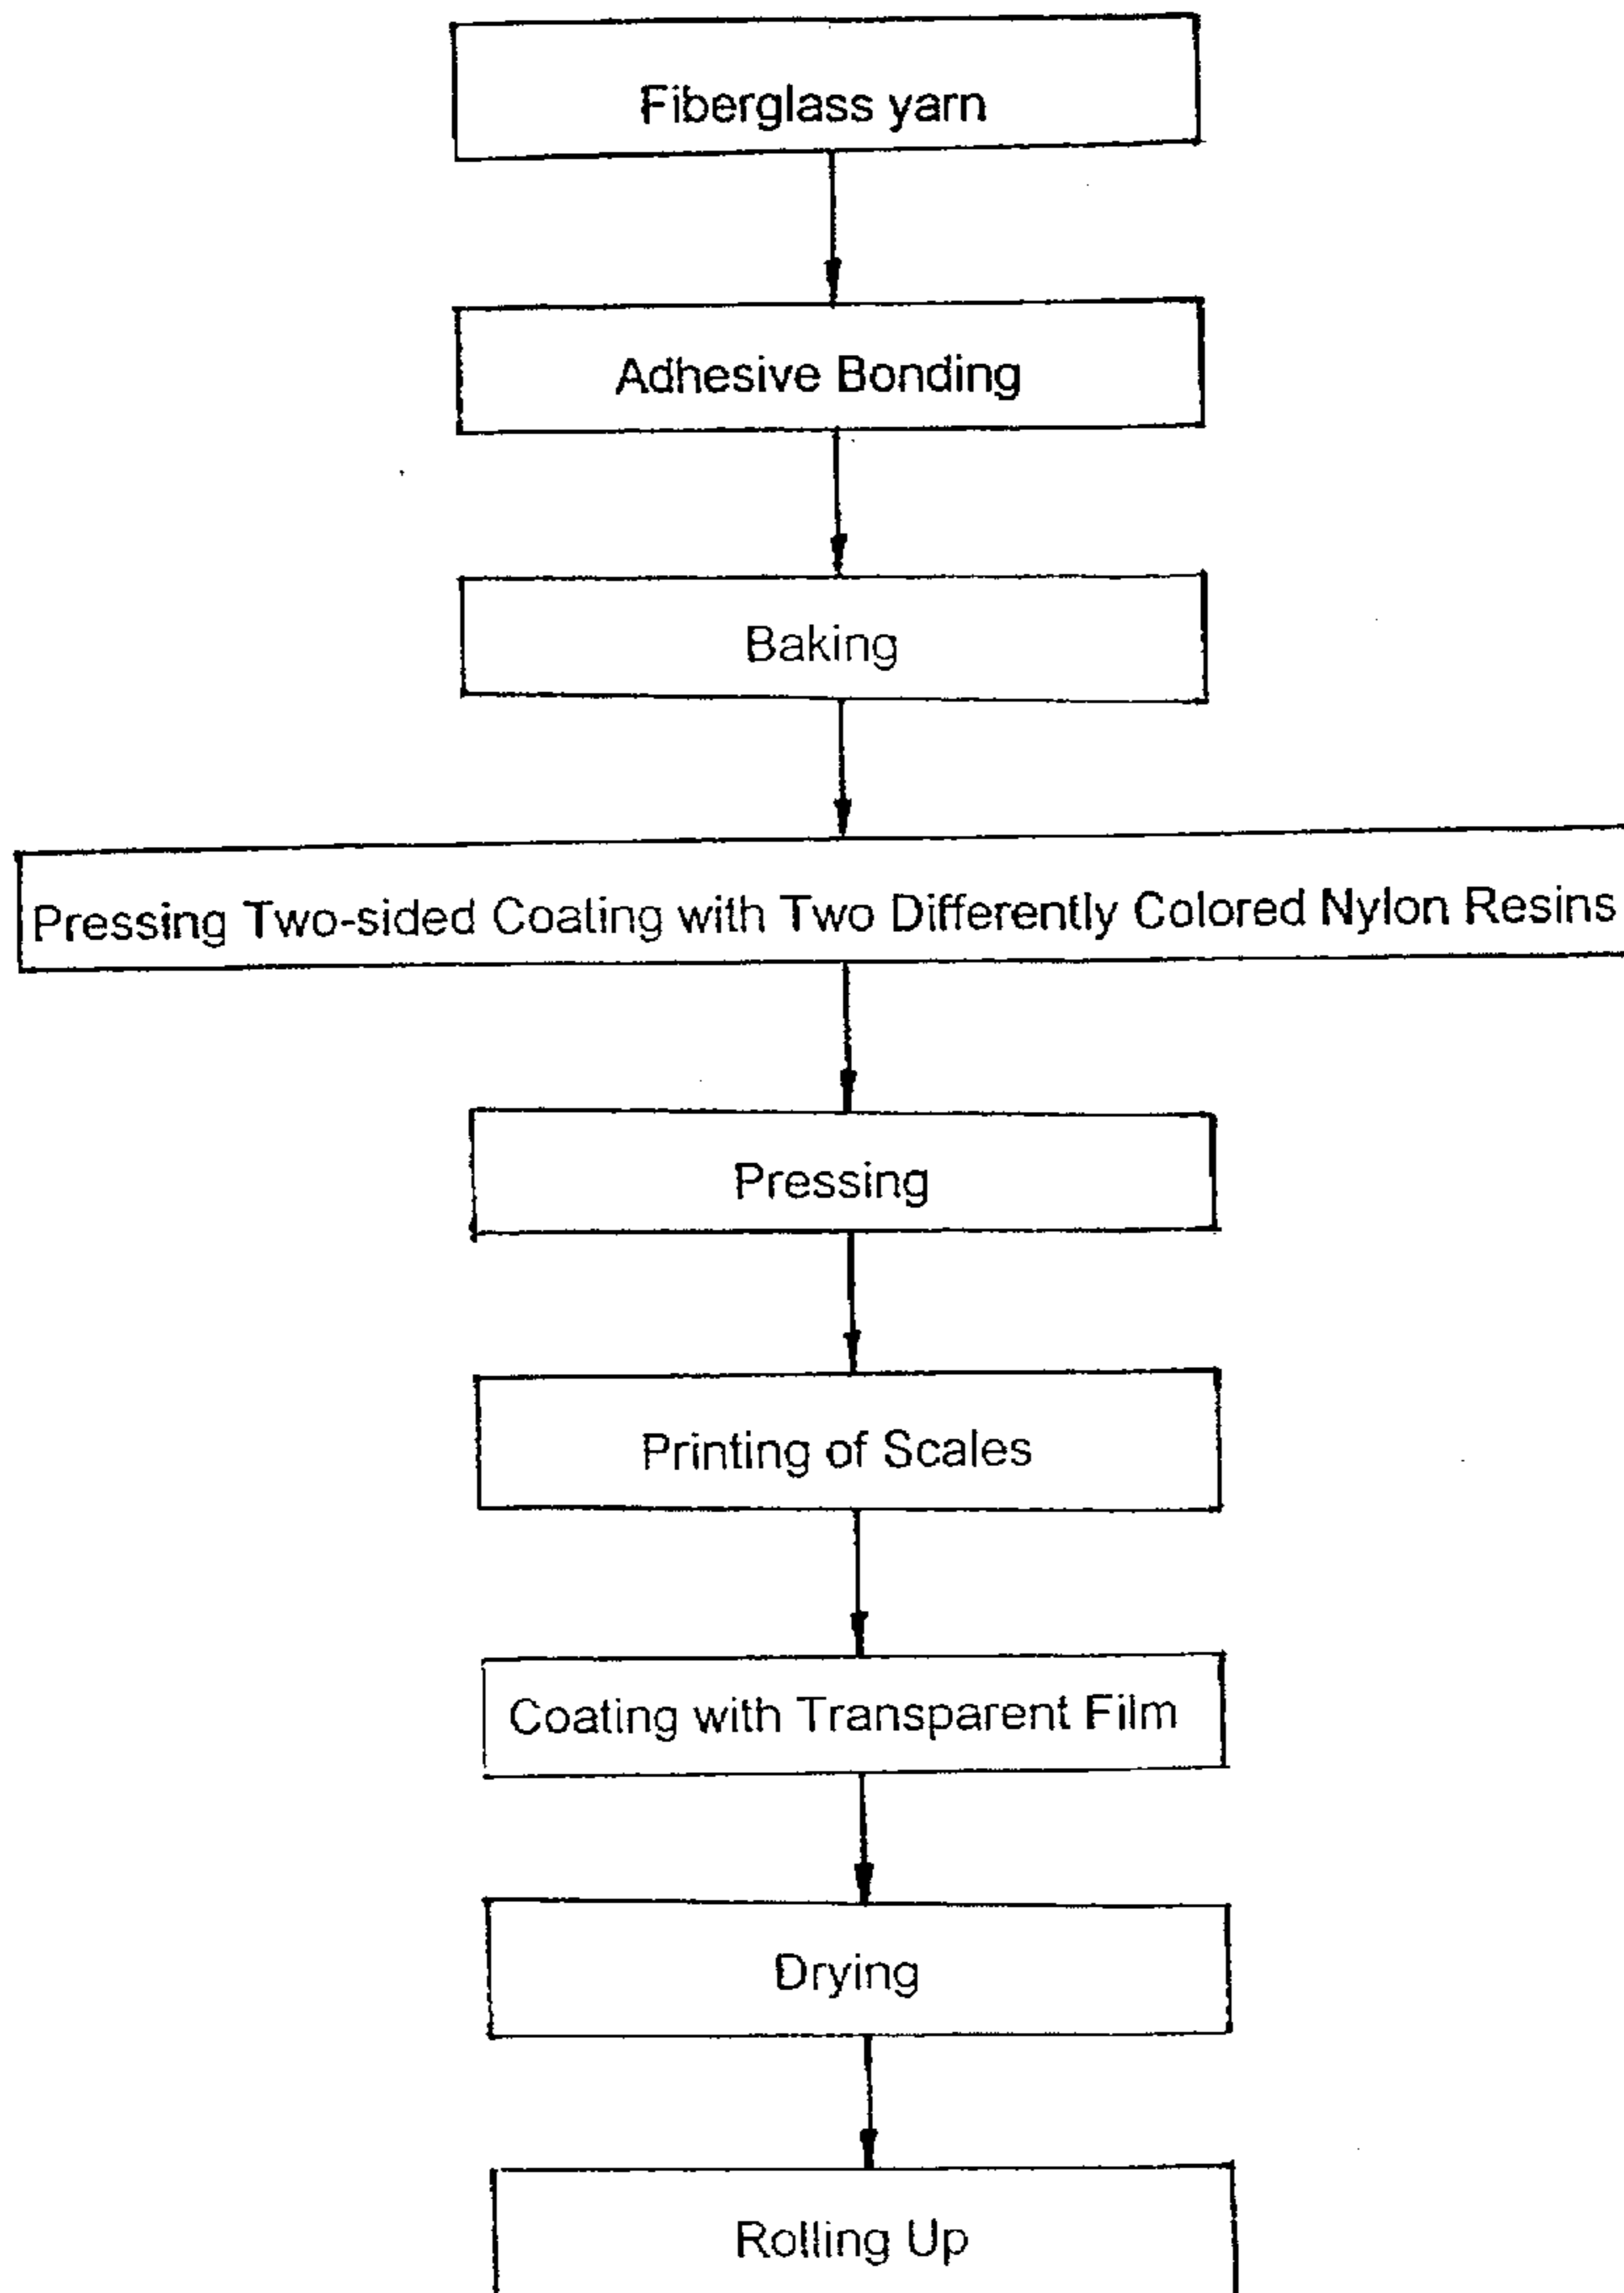 Fiberglass yarn
Adhesive Bonding
Baking
Pressing Two-sided Coating with Two Differently Colored Nylon Resins
Pressing
Printing of Scales
Coating with Transparent Film
Drying
Rolling Up